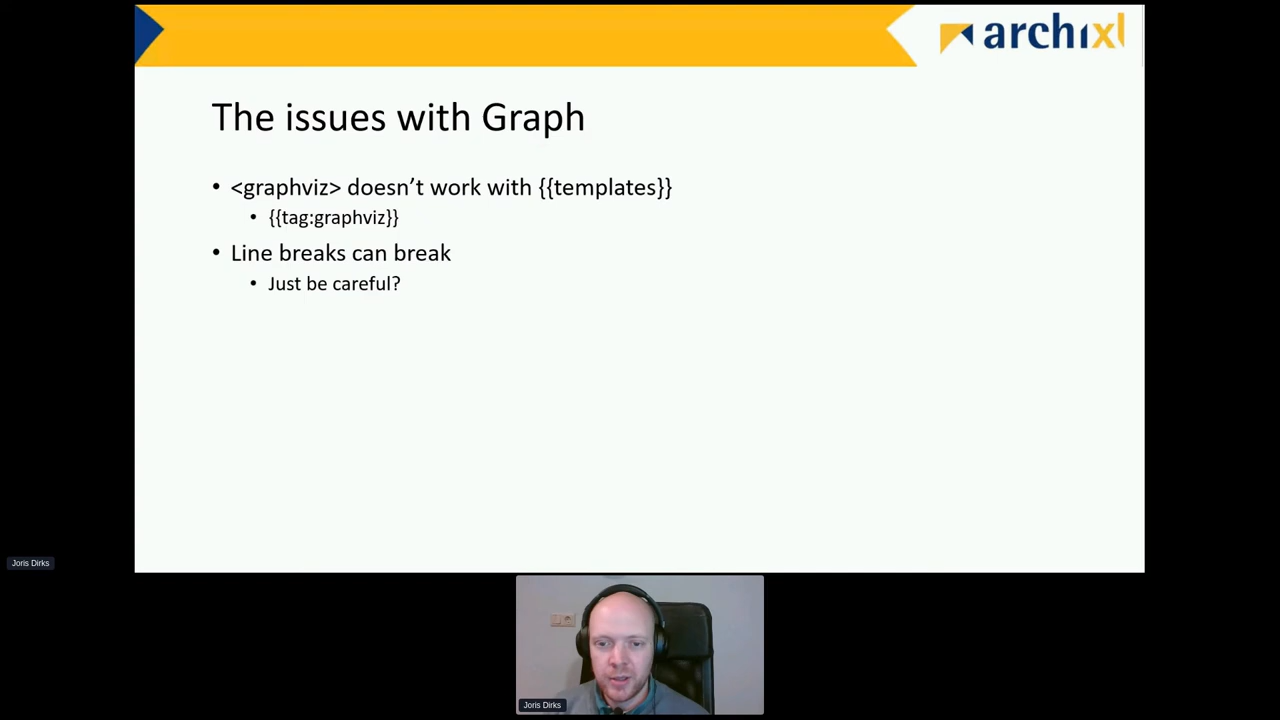 archixl
The issues with Graph
• <graphviz> doesn’t work with {{templates}}
• {{tag:graphviz}}
• Line breaks can break
• Just be careful?
Joris Dirks
Joris Dirks